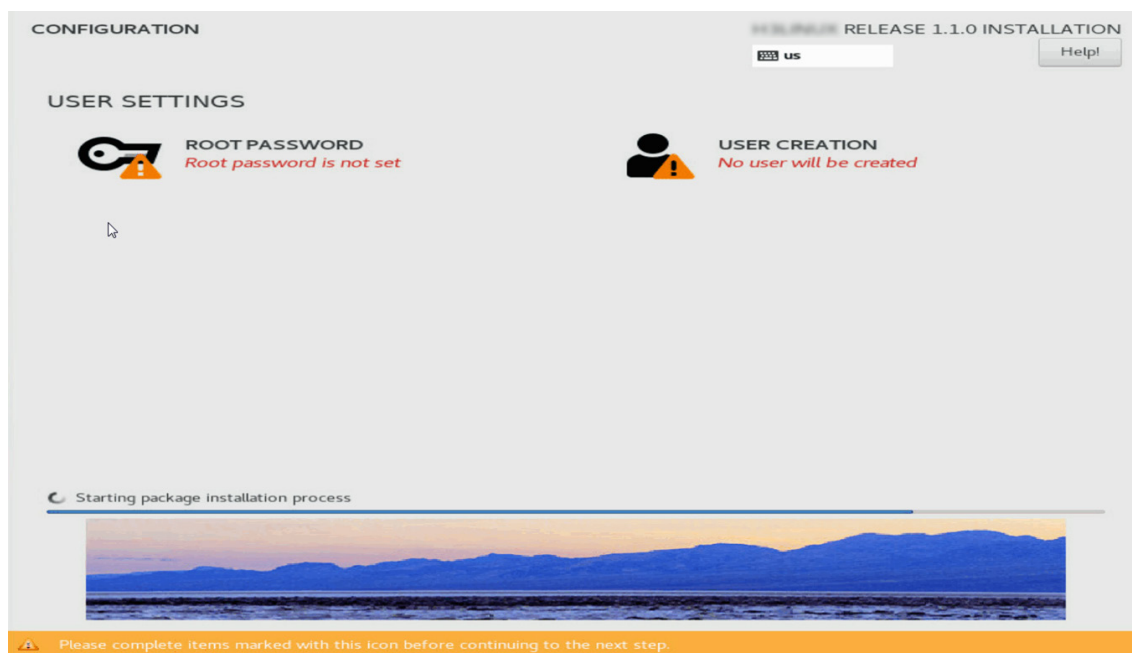 CONFIGURATION
RELEASE 1.1.0 INSTALLATION
us
Help!
USER SETTINGS
ROOT PASSWORD
Root password is not set
USER CREATION
No user will be created
Starting package installation process
Please complete items marked with this icon before continuing to the next step.